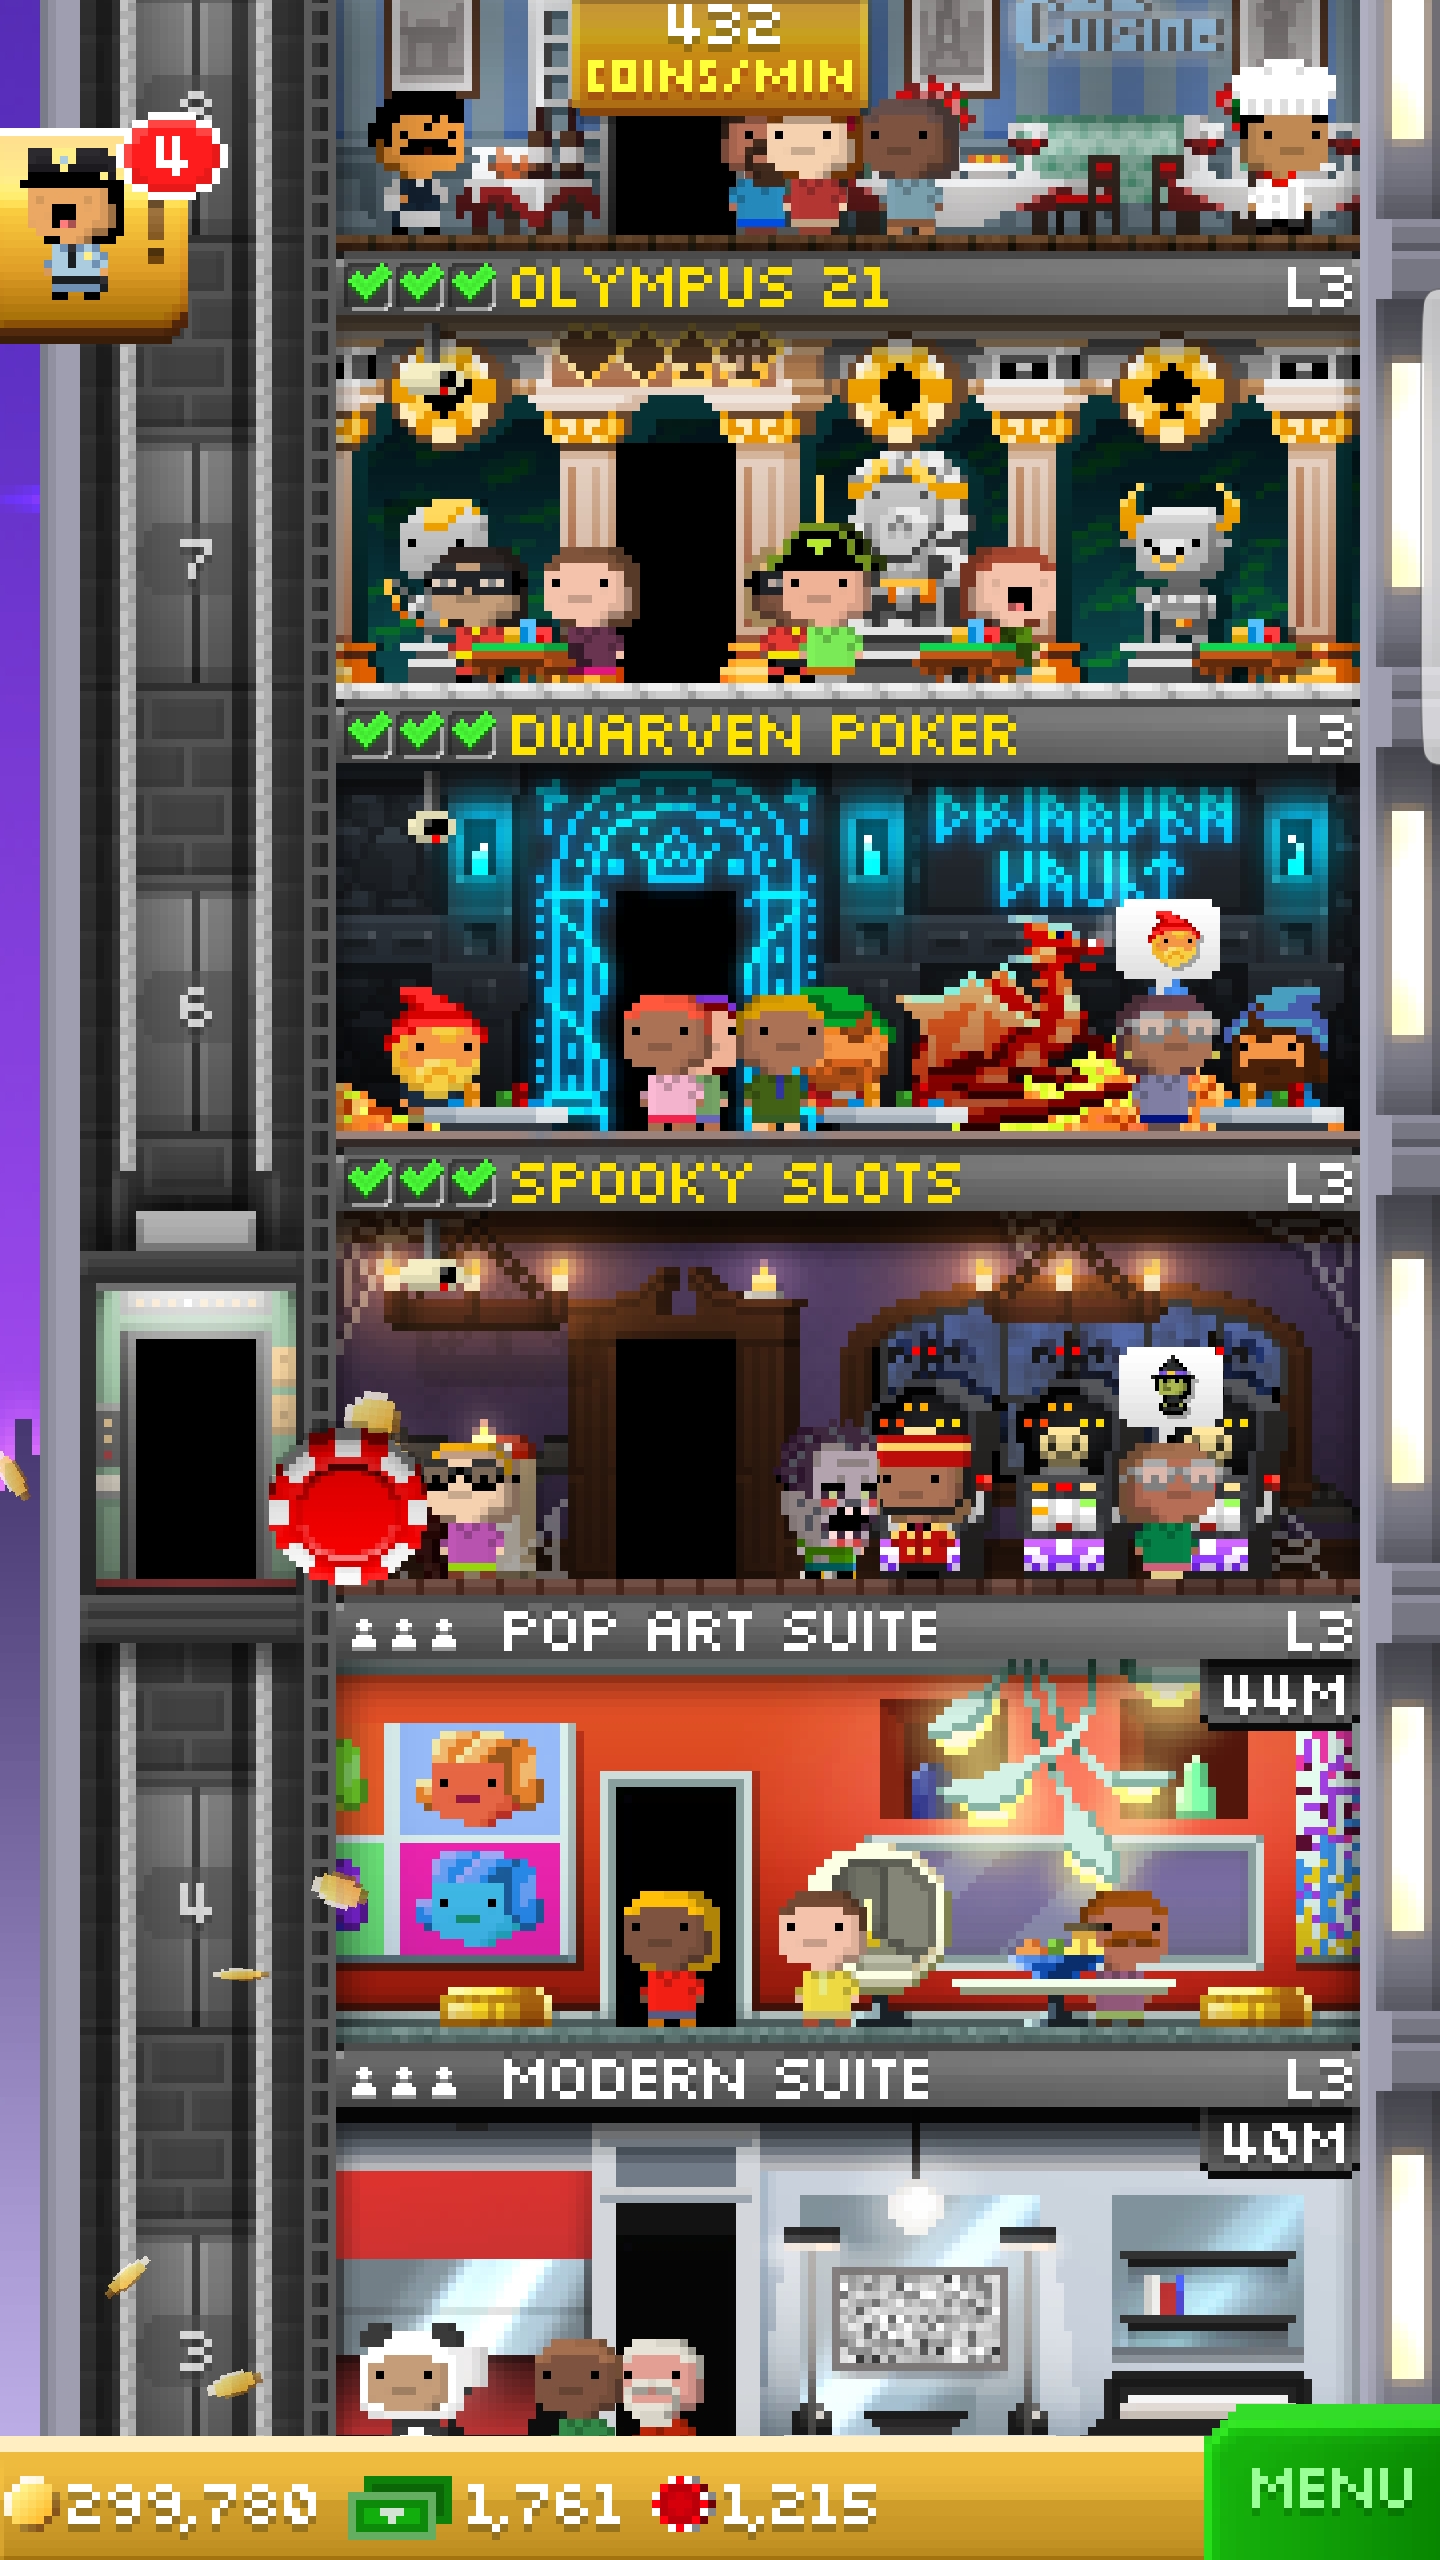 Cuisine
432
COINS/MIN
8
4
OLYMPUS 21
L3
7
DWARVEN POKER
L3
DWARVEN
VAULT
6
SPOOKY SLOTS
L3
POP ART SUITE
L3
44M
4
MODERN SUITE
L3
40M
3
299,780
1,761
1,215
MENU